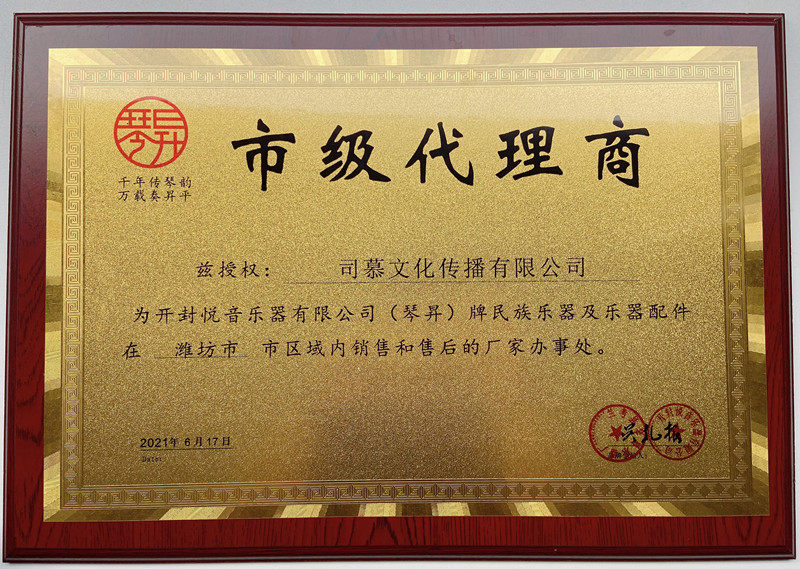 琴昇
千年传琴韵
万载奏昇平
市级代理商
兹授权： 司慕文化传播有限公司
为开封悦音乐器有限公司（琴昇）牌民族乐器及乐器配件
在 潍坊市 市区域内销售和售后的厂家办事处。
2021年 6月17日
Date: